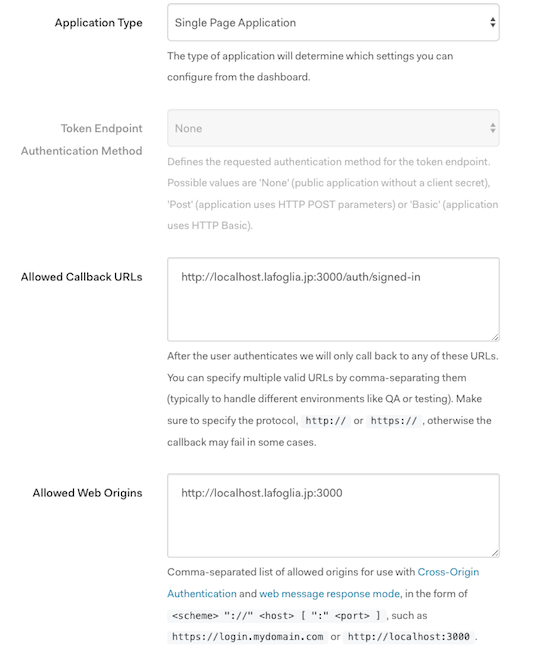 Application Type
Single Page Application
The type of application will determine which settings you can
configure from the dashboard.
Token Endpoint
Authentication Method
None
Defines the requested authentication method for the token endpoint.
Possible values are 'None' (public application without a client secret),
'Post' (application uses HTTP POST parameters) or 'Basic' (application
uses HTTP Basic).
Allowed Callback URLs
http://localhost.lafoglia.jp:3000/auth/signed-in
After the user authenticates we will only call back to any of these URLs.
You can specify multiple valid URLs by comma-separating them
(typically to handle different environments like QA or testing). Make
sure to specify the protocol, http:// or https:// , otherwise the
callback may fail in some cases.
Allowed Web Origins
http://localhost.lafoglia.jp:3000
Comma-separated list of allowed origins for use with Cross-Origin
Authentication and web message response mode, in the form of
<scheme> "://" <host> [ ":" <port> ] , such as
https://login.mydomain.com or http://localhost:3000 .